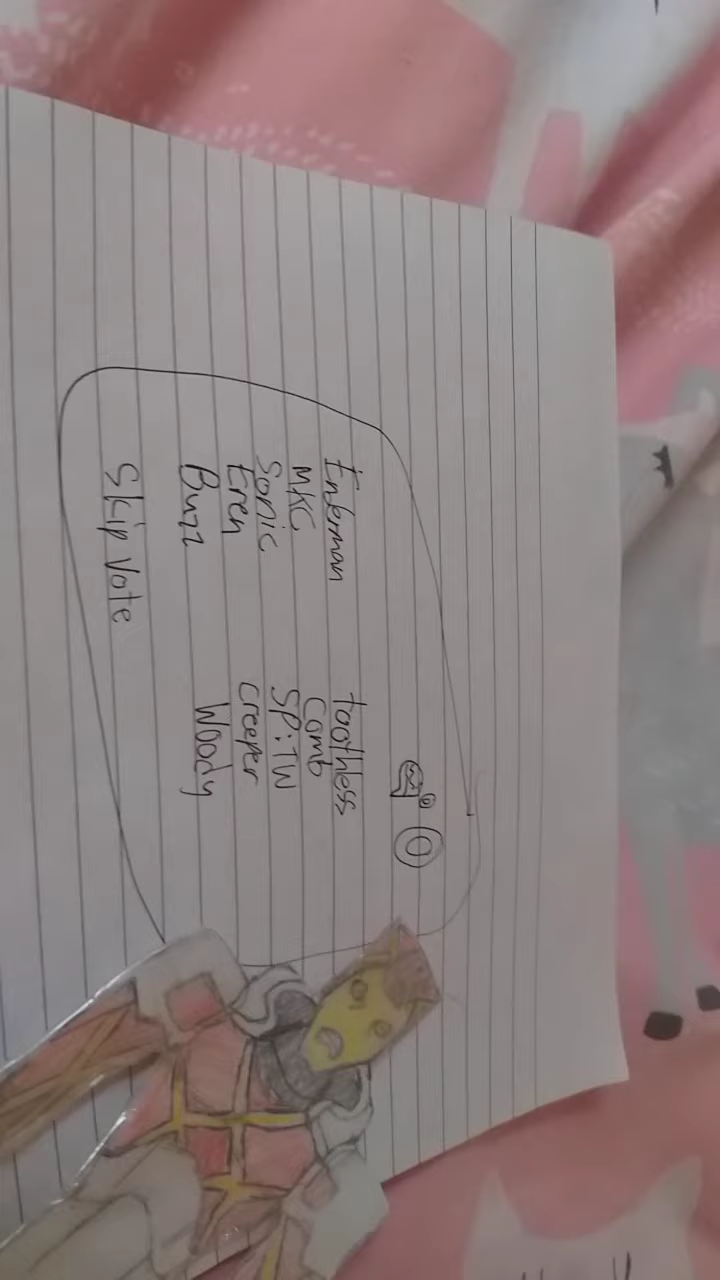 Enderman toothless
MKC Comb
Sonic SP:TW
Eren Creeper
Buzz Woody
Skip Vote